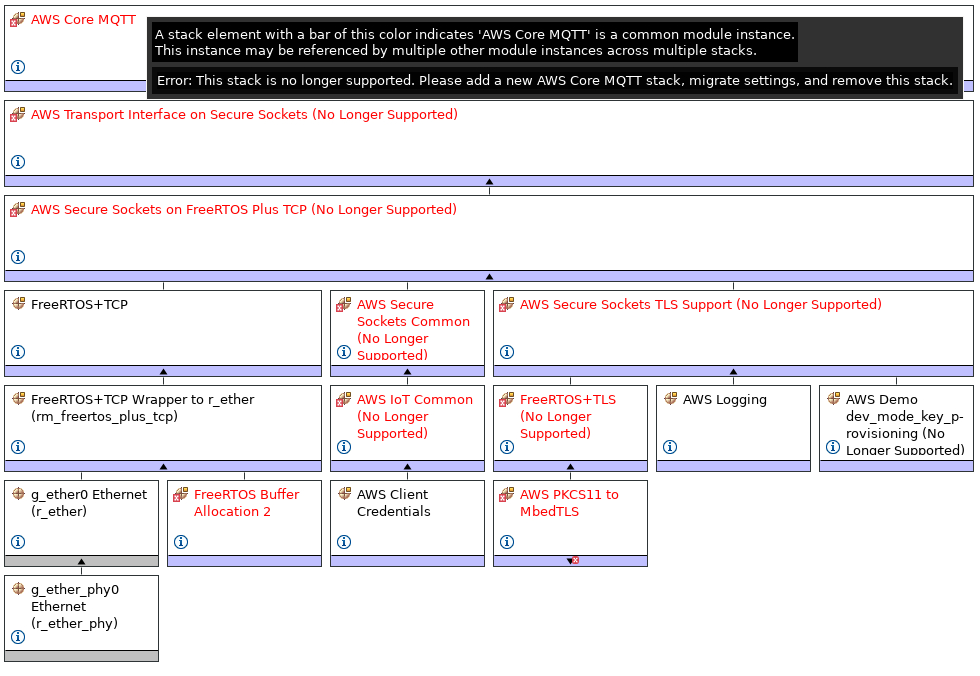 AWS Core MQTT
A stack element with a bar of this color indicates 'AWS Core MQTT' is a common module instance.
This instance may be referenced by multiple other module instances across multiple stacks.
Error: This stack is no longer supported. Please add a new AWS Core MQTT stack, migrate settings, and remove this stack.
AWS Transport Interface on Secure Sockets (No Longer Supported)
AWS Secure Sockets on FreeRTOS Plus TCP (No Longer Supported)
FreeRTOS+TCP
AWS Secure
Sockets Common
(No Longer
Supported)
AWS Secure Sockets TLS Support (No Longer Supported)
FreeRTOS+TCP Wrapper to r_ether
(rm_freertos_plus_tcp)
AWS IoT Common
(No Longer
Supported)
FreeRTOS+TLS
(No Longer
Supported)
AWS Logging
AWS Demo
dev_mode_key_p-
rovisioning (No
Longer Supported)
g_ether0 Ethernet
(r_ether)
FreeRTOS Buffer
Allocation 2
AWS Client
Credentials
AWS PKCS11 to
MbedTLS
g_ether_phy0
Ethernet
(r_ether_phy)